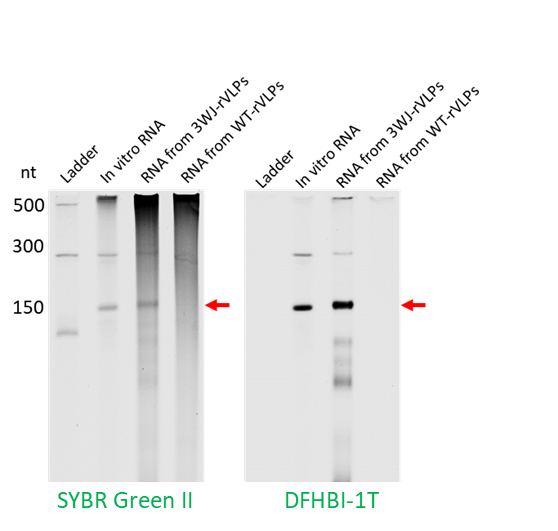 nt
Ladder
In vitro RNA
RNA from 3WJ-rVLPs
RNA from WT-rVLPs
Ladder
In vitro RNA
RNA from 3WJ-rVLPs
RNA from WT-rVLPs
500
300
150
SYBR Green II
DFHBI-1T